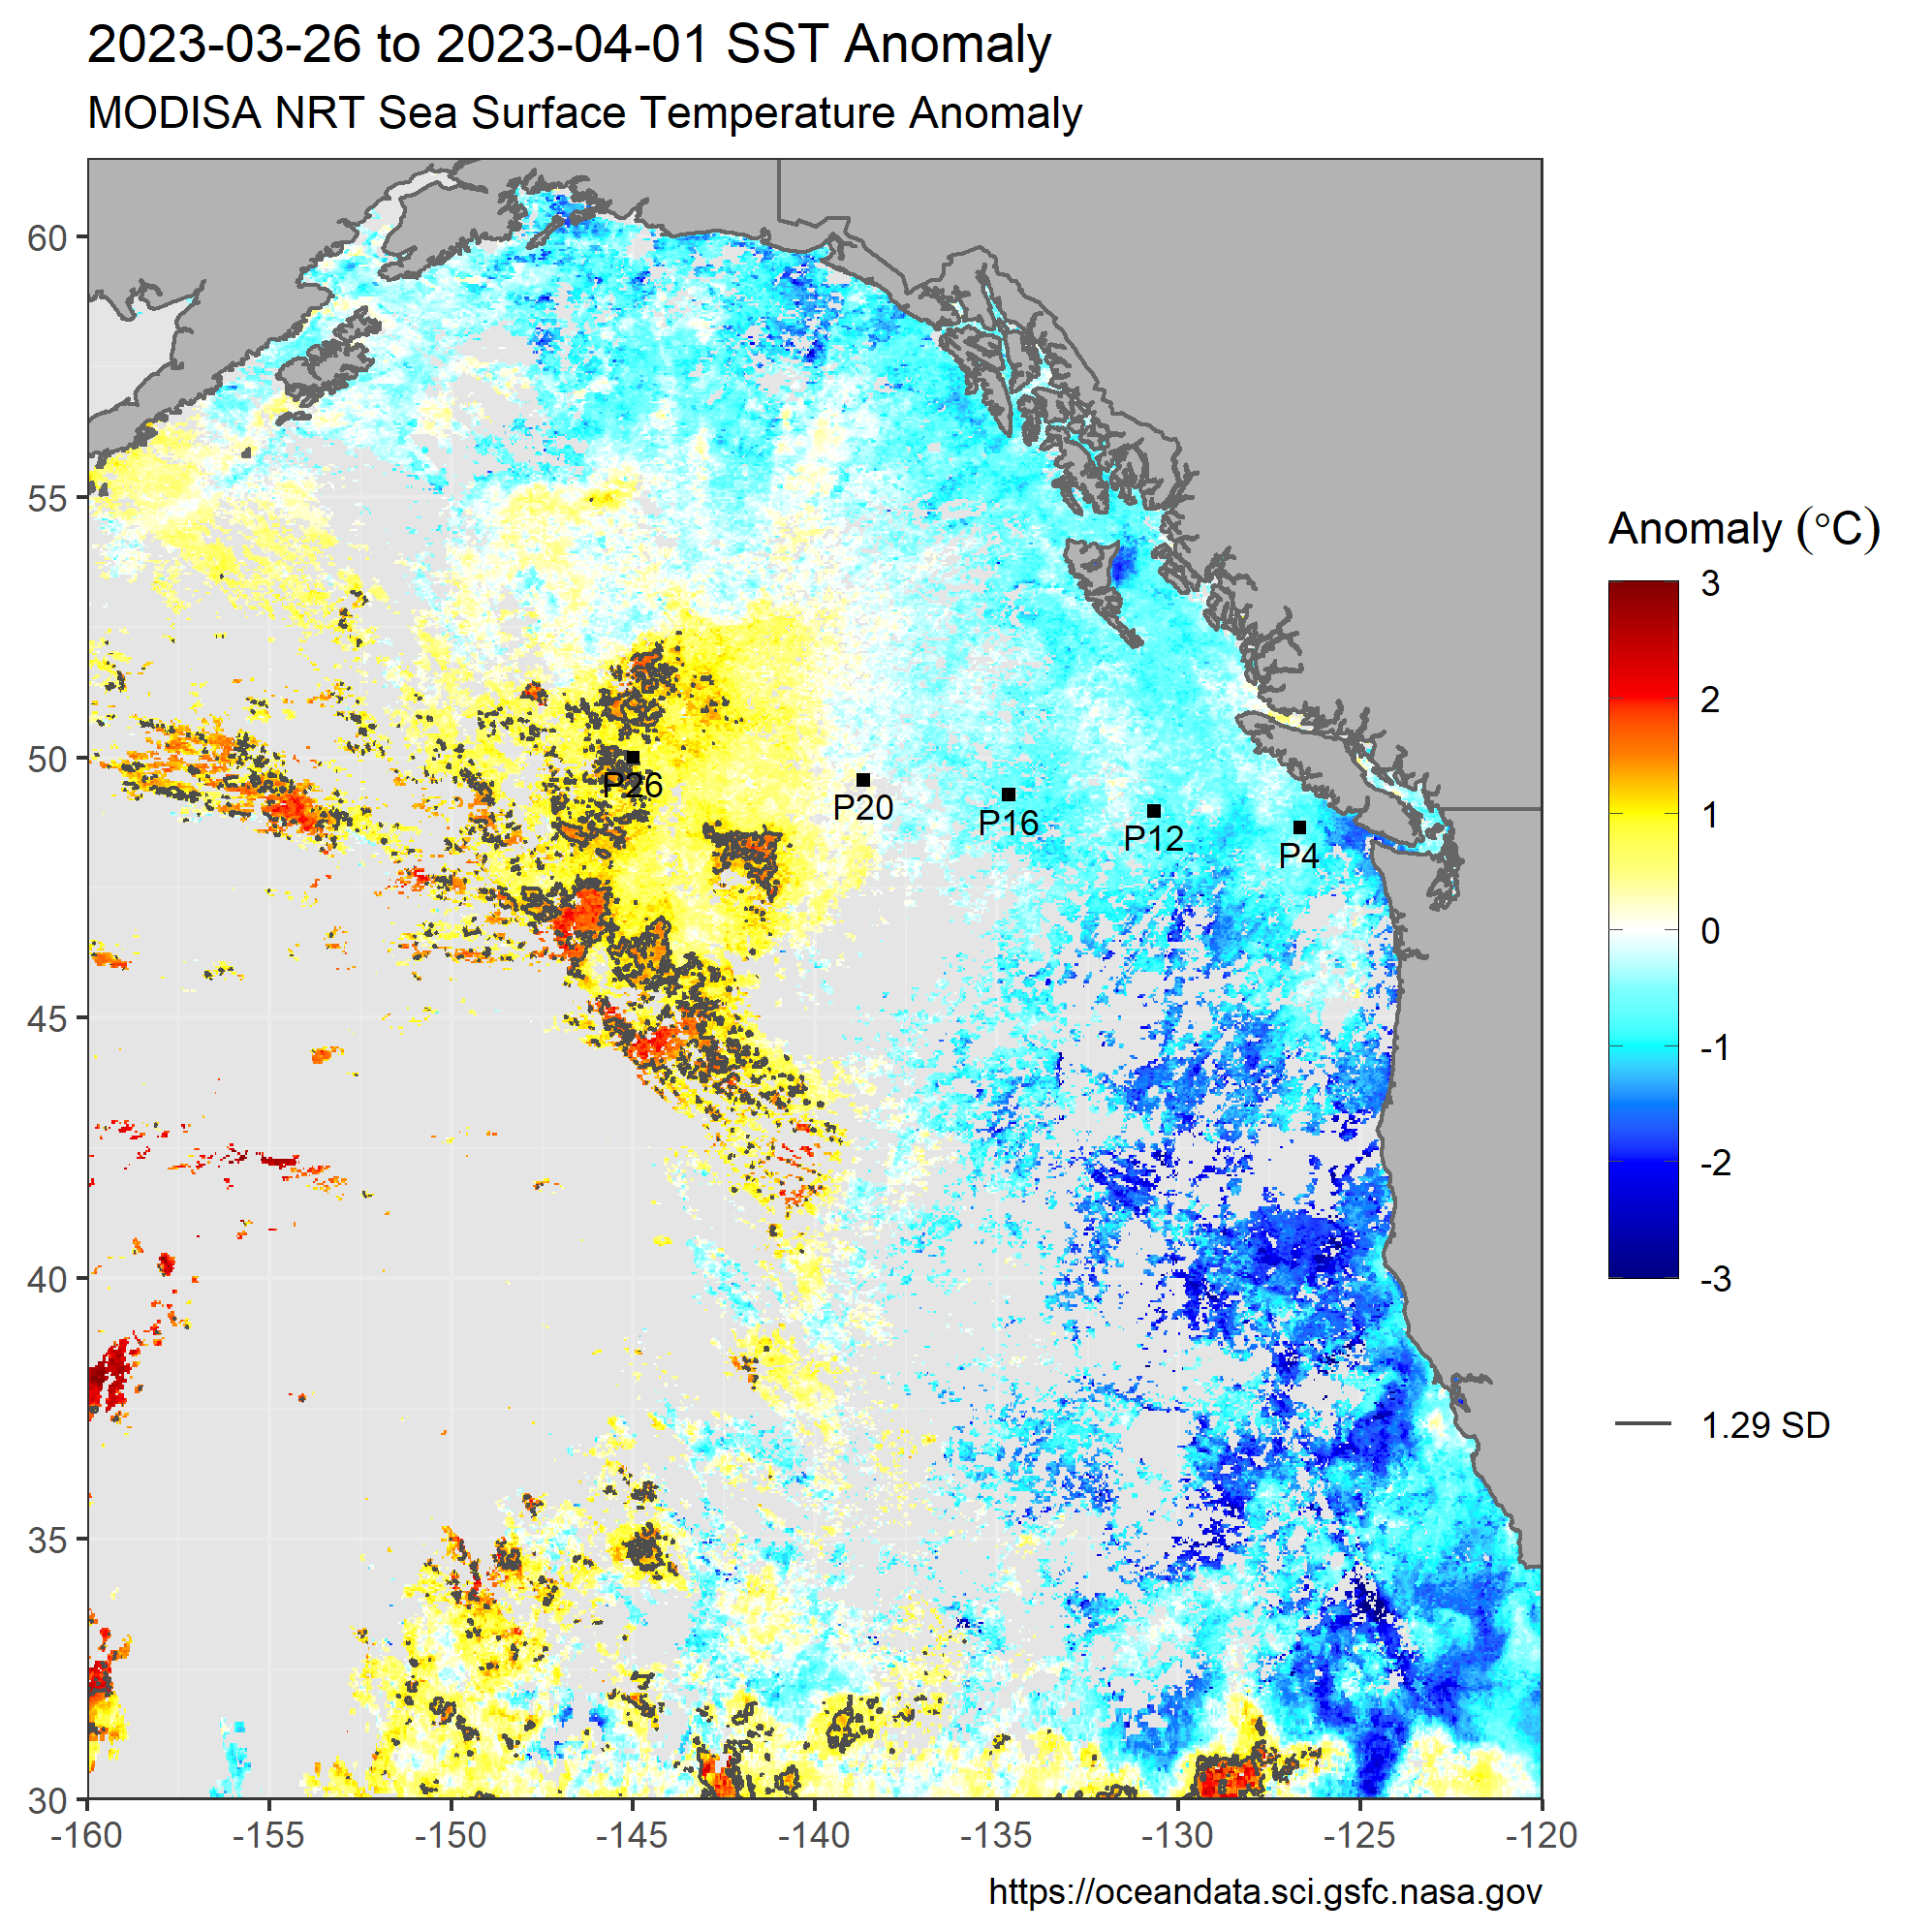 2023-03-26 to 2023-04-01 SST Anomaly
MODISA NRT Sea Surface Temperature Anomaly
60
55
50
45
40
35
30
-160
-155
-150
-145
-140
-135
-130
-125
-120
P26
P20
P16
P12
P4
Anomaly (°C)
3
2
1
0
-1
-2
-3
1.29 SD
https://oceandata.sci.gsfc.nasa.gov